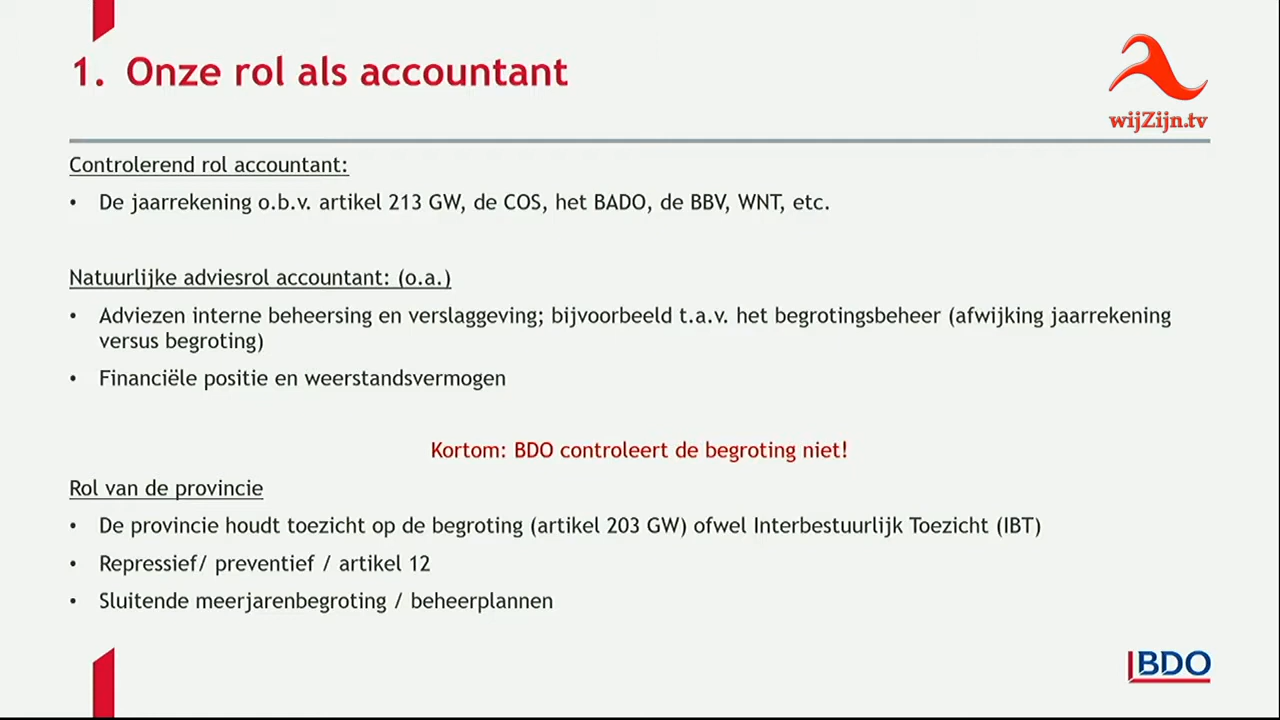 1. Onze rol als accountant
wijZijn.tv
Controlerend rol accountant:
• De jaarrekening o.b.v. artikel 213 GW, de COS, het BADO, de BBV, WNT, etc.
Natuurlijke adviesrol accountant: (o.a.)
• Adviezen interne beheersing en verslaggeving; bijvoorbeeld t.a.v. het begrotingsbeheer (afwijking jaarrekening
versus begroting)
• Financiële positie en weerstandsvermogen
Kortom: BDO controleert de begroting niet!
Rol van de provincie
• De provincie houdt toezicht op de begroting (artikel 203 GW) ofwel Interbestuurlijk Toezicht (IBT)
• Repressief/ preventief / artikel 12
• Sluitende meerjarenbegroting / beheerplannen
BDO